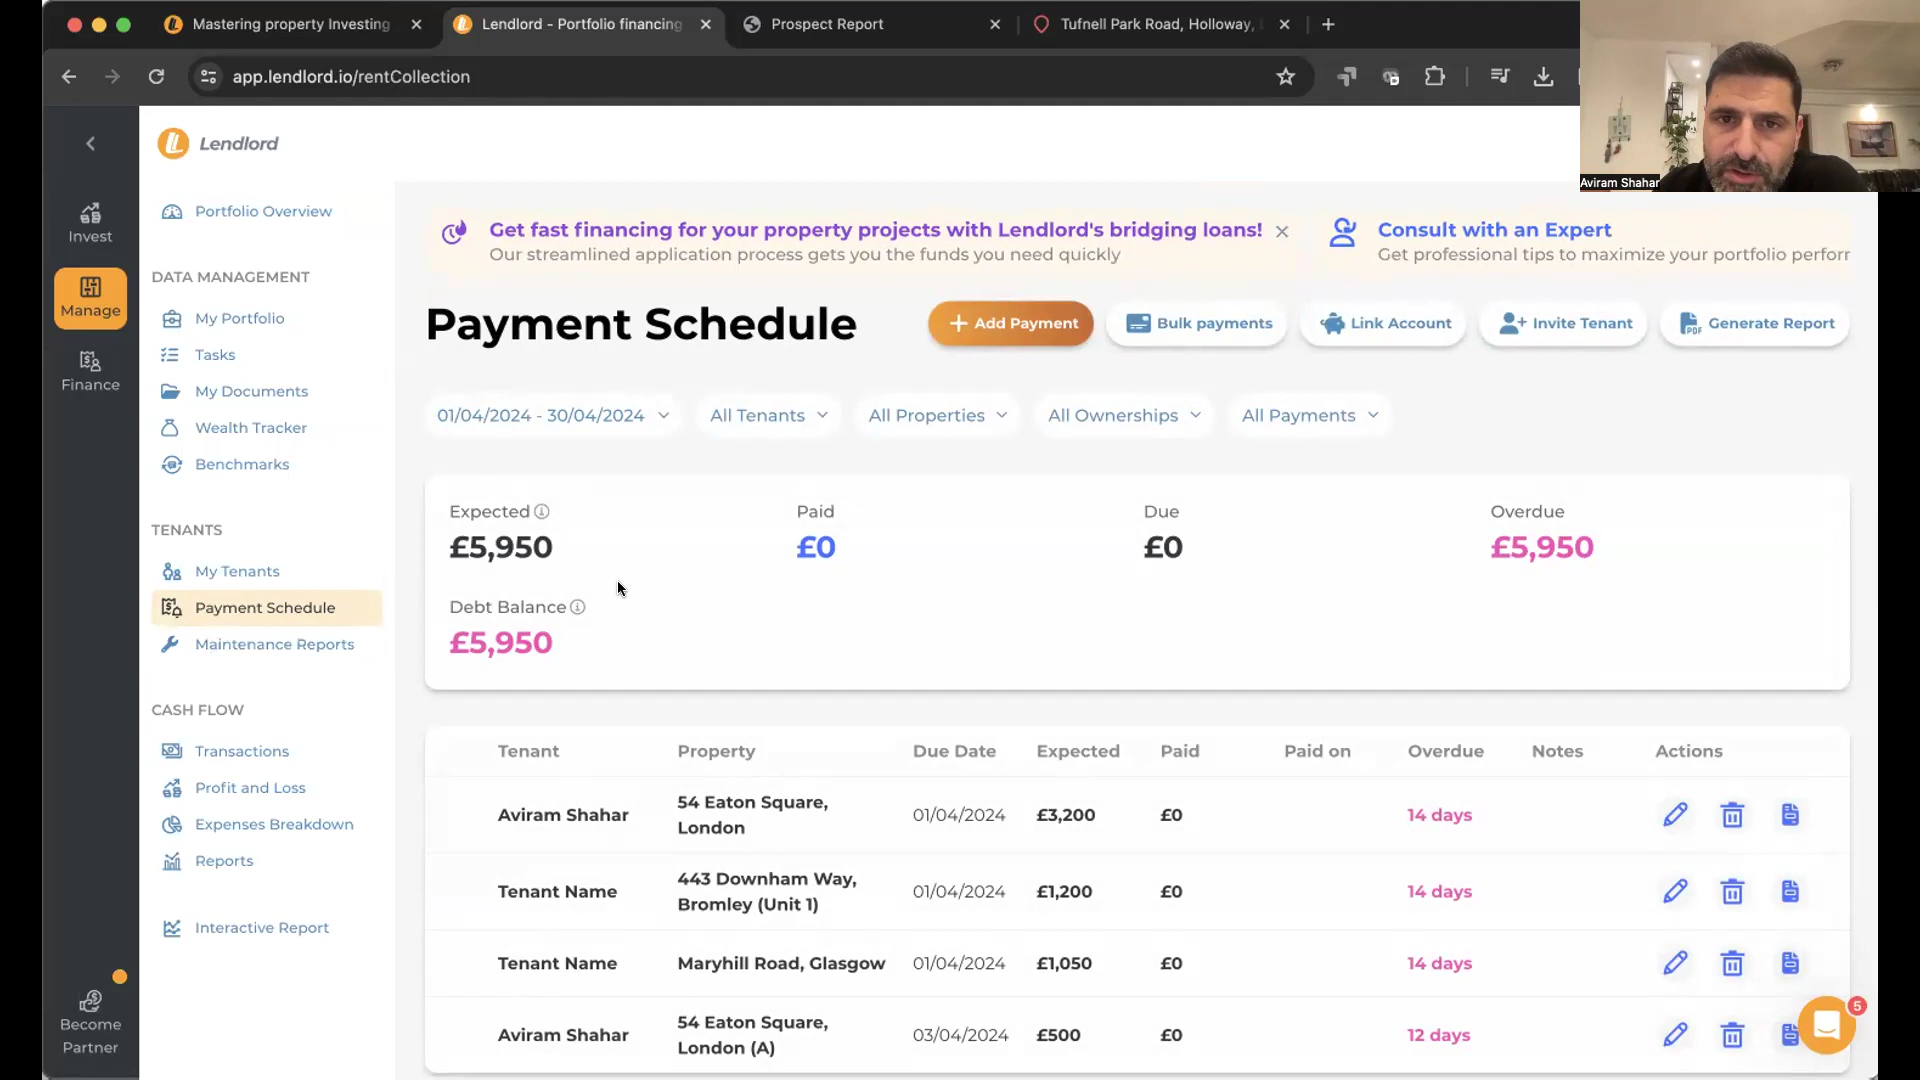 Mastering property Investing
Lendlord - Portfolio financing
Prospect Report
Tufnell Park Road, Holloway,
app.lendlord.io/rentCollection
Aviram Shahar
Invest
Manage
Finance
Become
Partner
Lendlord
Portfolio Overview
DATA MANAGEMENT
My Portfolio
Tasks
My Documents
Wealth Tracker
Benchmarks
TENANTS
My Tenants
Payment Schedule
Maintenance Reports
CASH FLOW
Transactions
Profit and Loss
Expenses Breakdown
Reports
Interactive Report
Get fast financing for your property projects with Lendlord's bridging loans!
Our streamlined application process gets you the funds you need quickly
Consult with an Expert
Get professional tips to maximize your portfolio perforr
Payment Schedule
+ Add Payment
Bulk payments
Link Account
Invite Tenant
PDF
Generate Report
01/04/2024 - 30/04/2024
All Tenants
All Properties
All Ownerships
All Payments
Expected
£5,950
Paid
£0
Due
£0
Overdue
£5,950
Debt Balance
£5,950
Tenant Property Due Date Expected Paid Paid on Overdue Notes Actions
Aviram Shahar 54 Eaton Square, 01/04/2024 £3,200 £0 14 days
London
Tenant Name 443 Downham Way, 01/04/2024 £1,200 £0 14 days
Bromley (Unit 1)
Tenant Name Maryhill Road, Glasgow 01/04/2024 £1,050 £0 14 days
Aviram Shahar 54 Eaton Square, 03/04/2024 £500 £0 12 days
London (A)
5